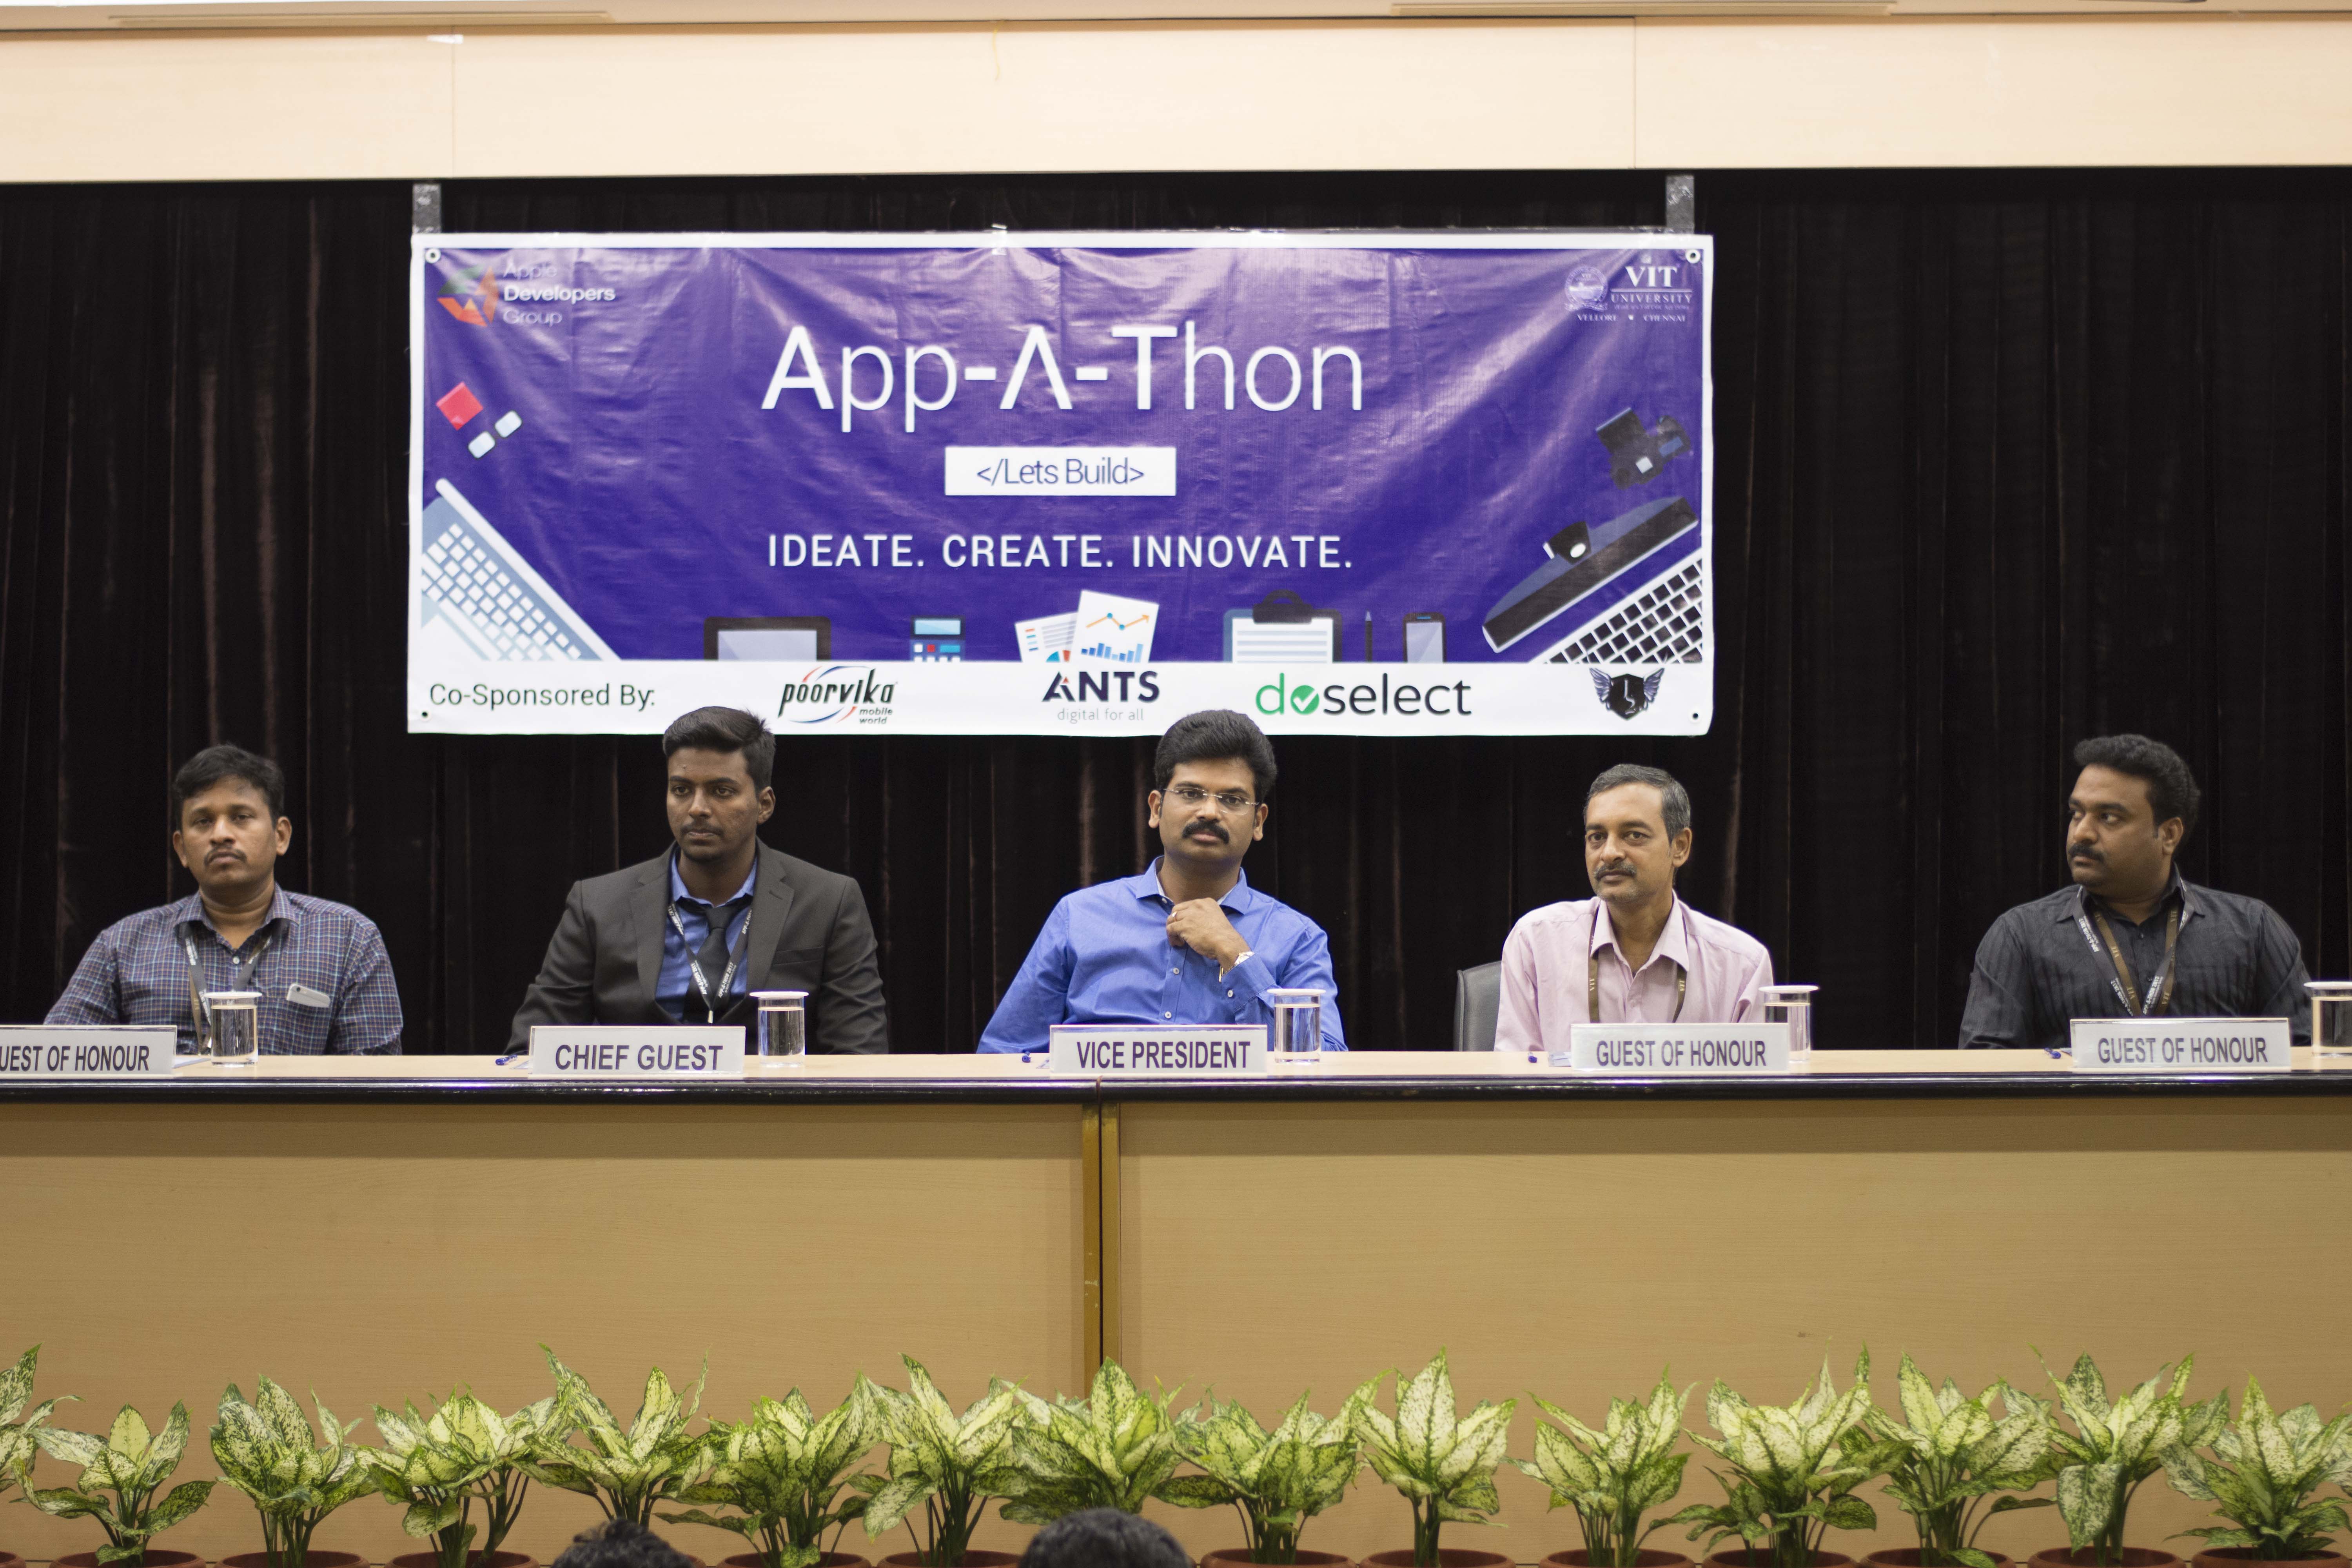 Apple
Developers
Group
VIT
UNIVERSITY
VELLORE • CHENNAI
App-A-Thon
</Lets Build>
IDEATE. CREATE. INNOVATE.
Co-Sponsored By:
poorvika
mobile
world
ANTS
digital for all
doselect
UEST OF HONOUR
CHIEF GUEST
VICE PRESIDENT
GUEST OF HONOUR
GUEST OF HONOUR